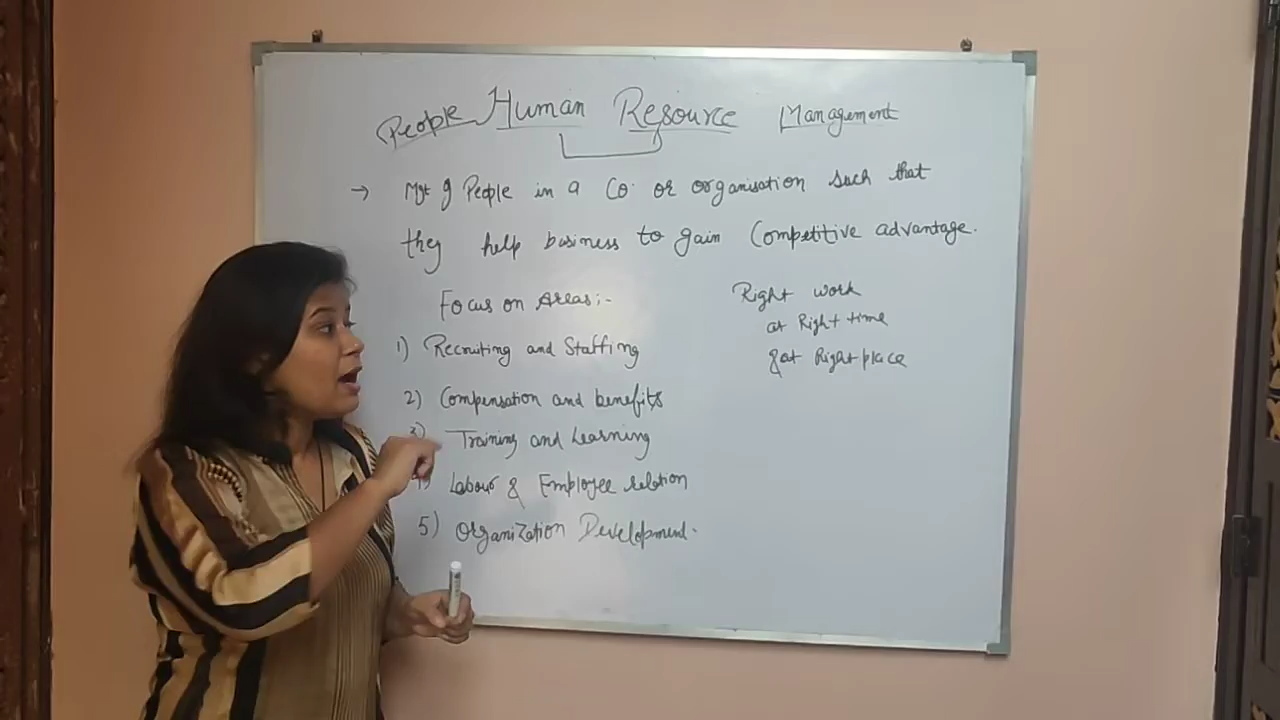 People Human Resource Management
→ Mgt of People in a Co. or organisation such that
they help business to gain Competitive advantage.
Focus on Areas:-
1) Recruiting and Staffing
2) Compensation and benefits
3) Training and Learning
4) Labour & Employee relation
5) Organization Development.
Right work
at Right time
& at Right place